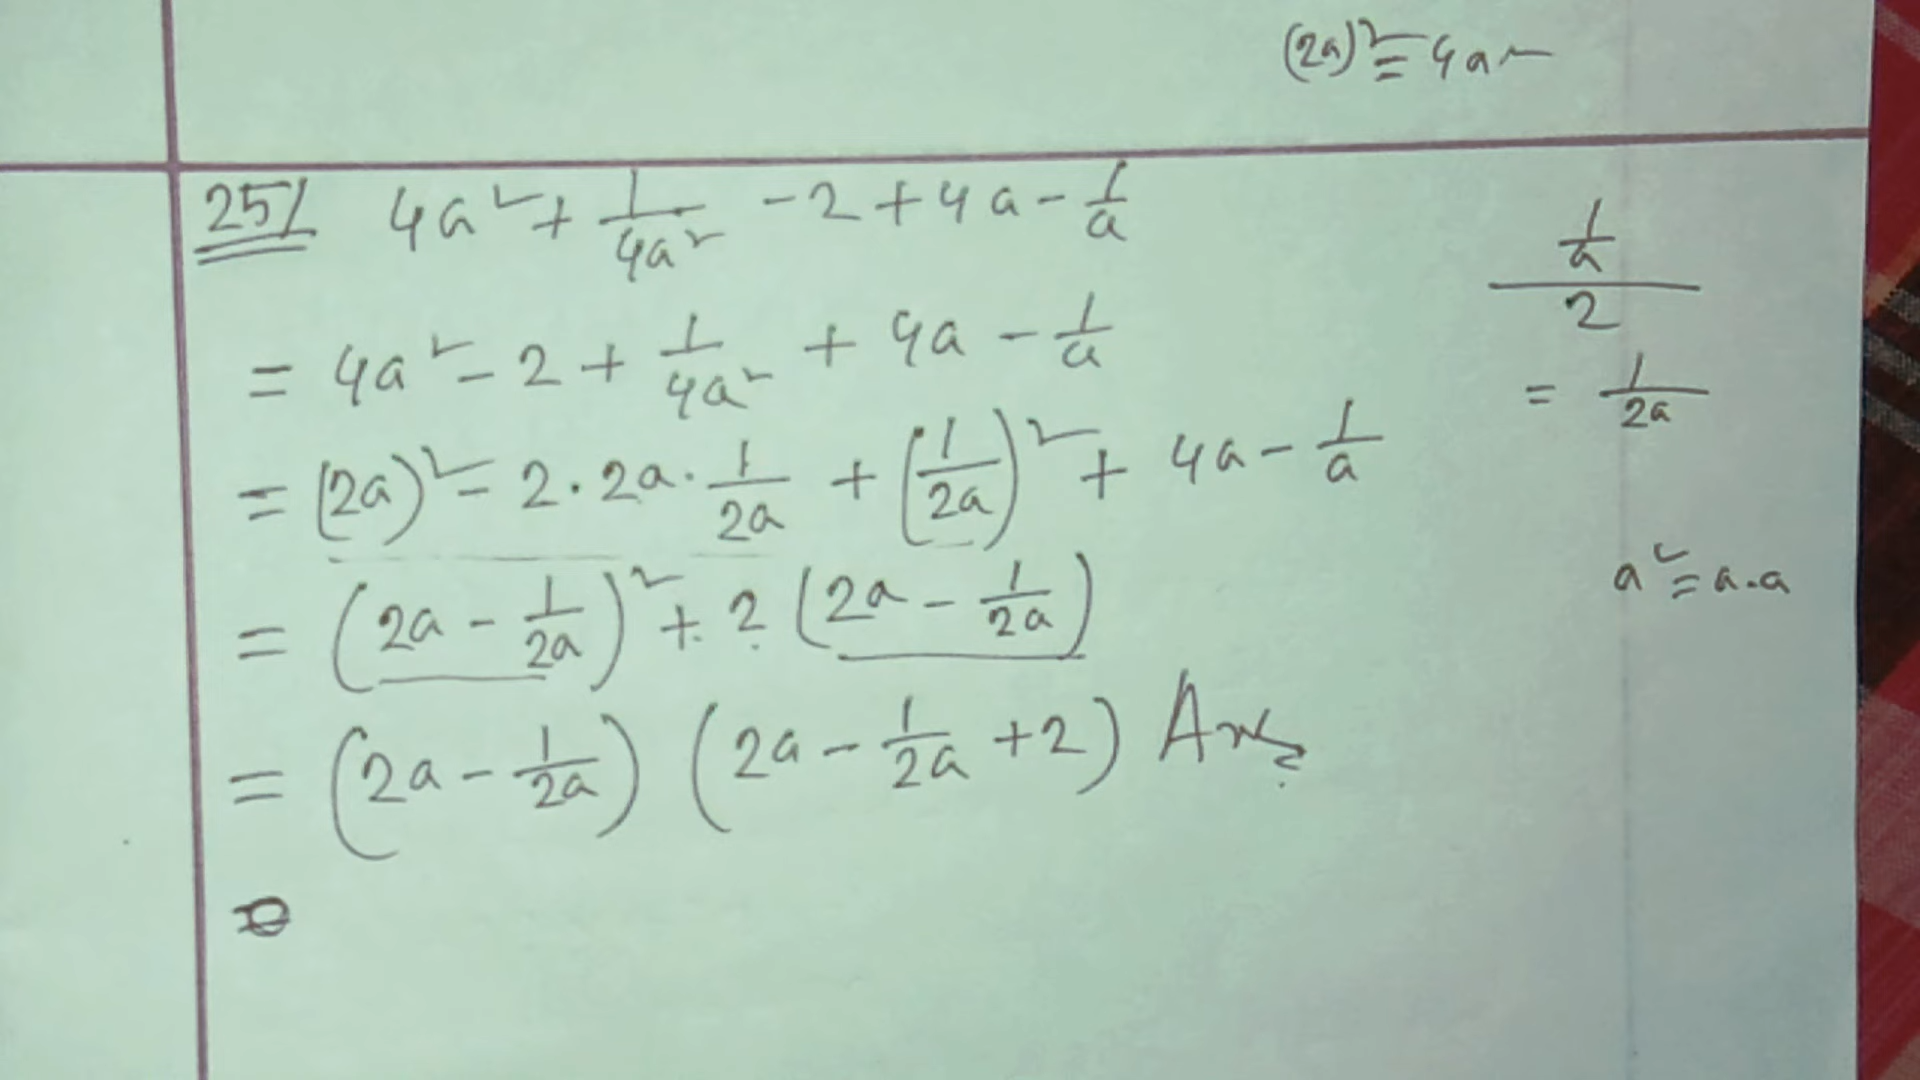 (2a)² = 4a²
25/ 4a² + 1/4a² - 2 + 4a - 1/a
= 4a² - 2 + 1/4a² + 4a - 1/a
= (2a)² - 2 · 2a · 1/2a + (1/2a)² + 4a - 1/a
= (2a - 1/2a)² + 2 (2a - 1/2a)
= (2a - 1/2a) (2a - 1/2a + 2) Ans
1/a
2
= 1/2a
a² = a.a